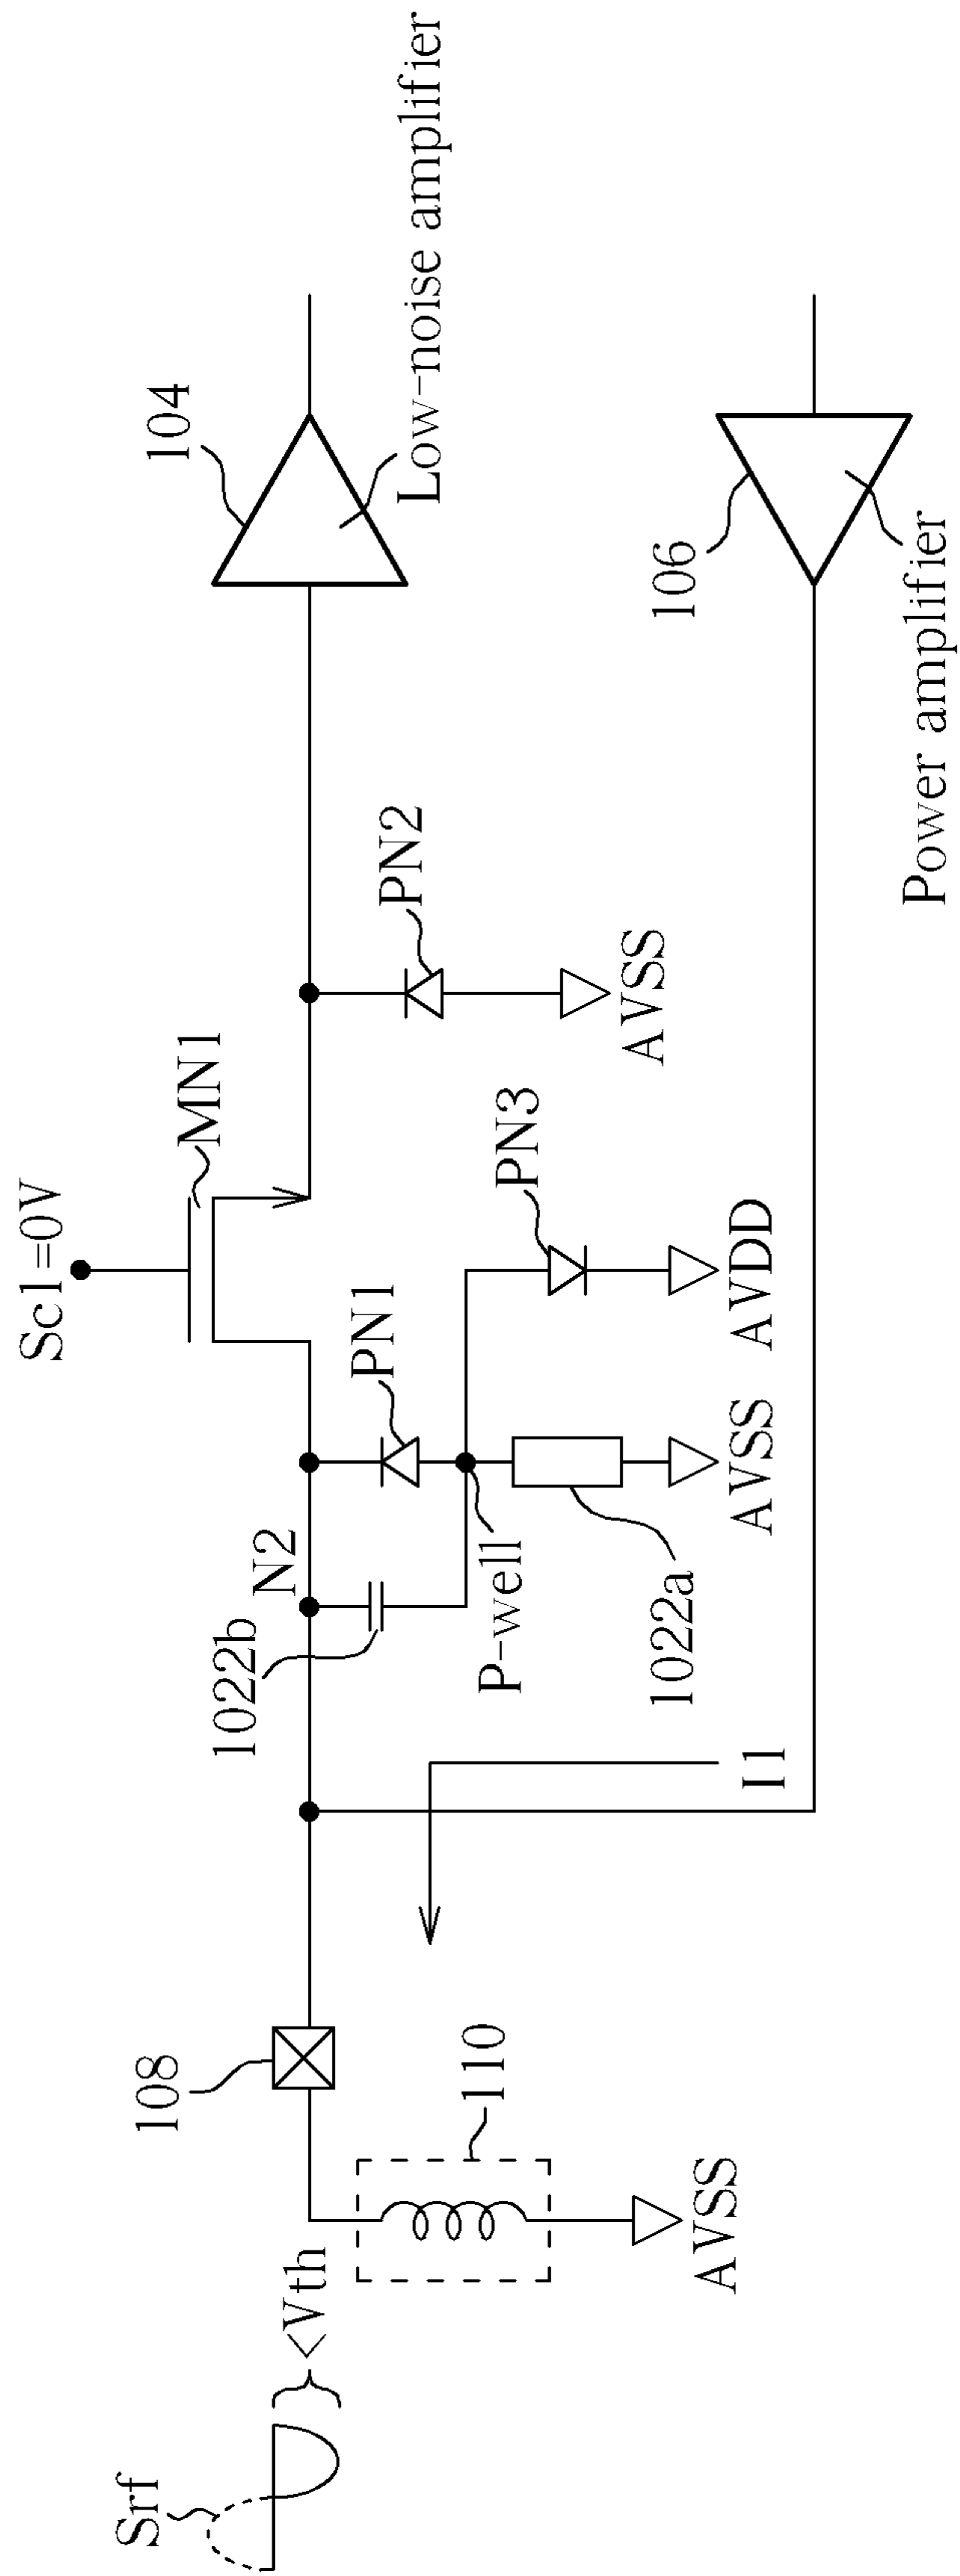 Srf
<Vth
110
AVSS
108
I1
1022b
N2
P-well
1022a
AVSS
PN1
Sc1=0V
MN1
PN3
AVDD
PN2
AVSS
104
Low-noise amplifier
106
Power amplifier